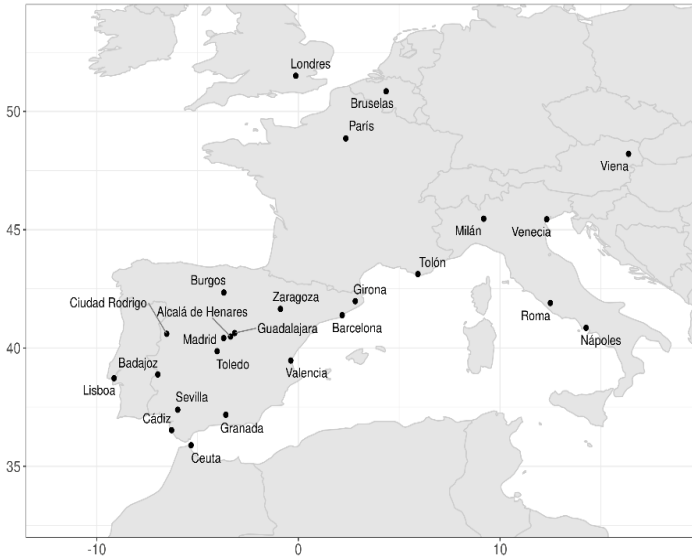 Londres
50
Bruselas
París
Viena
45
Milán
Venecia
Tolón
Burgos
Girona
Ciudad Rodrigo
Zaragoza
Alcalá de Henares
Roma
Guadalajara
Barcelona
Madrid
Nápoles
40
Badajoz
Toledo
Valencia
Lisboa
Sevilla
Cádiz
Granada
Ceuta
35
-10
0
10